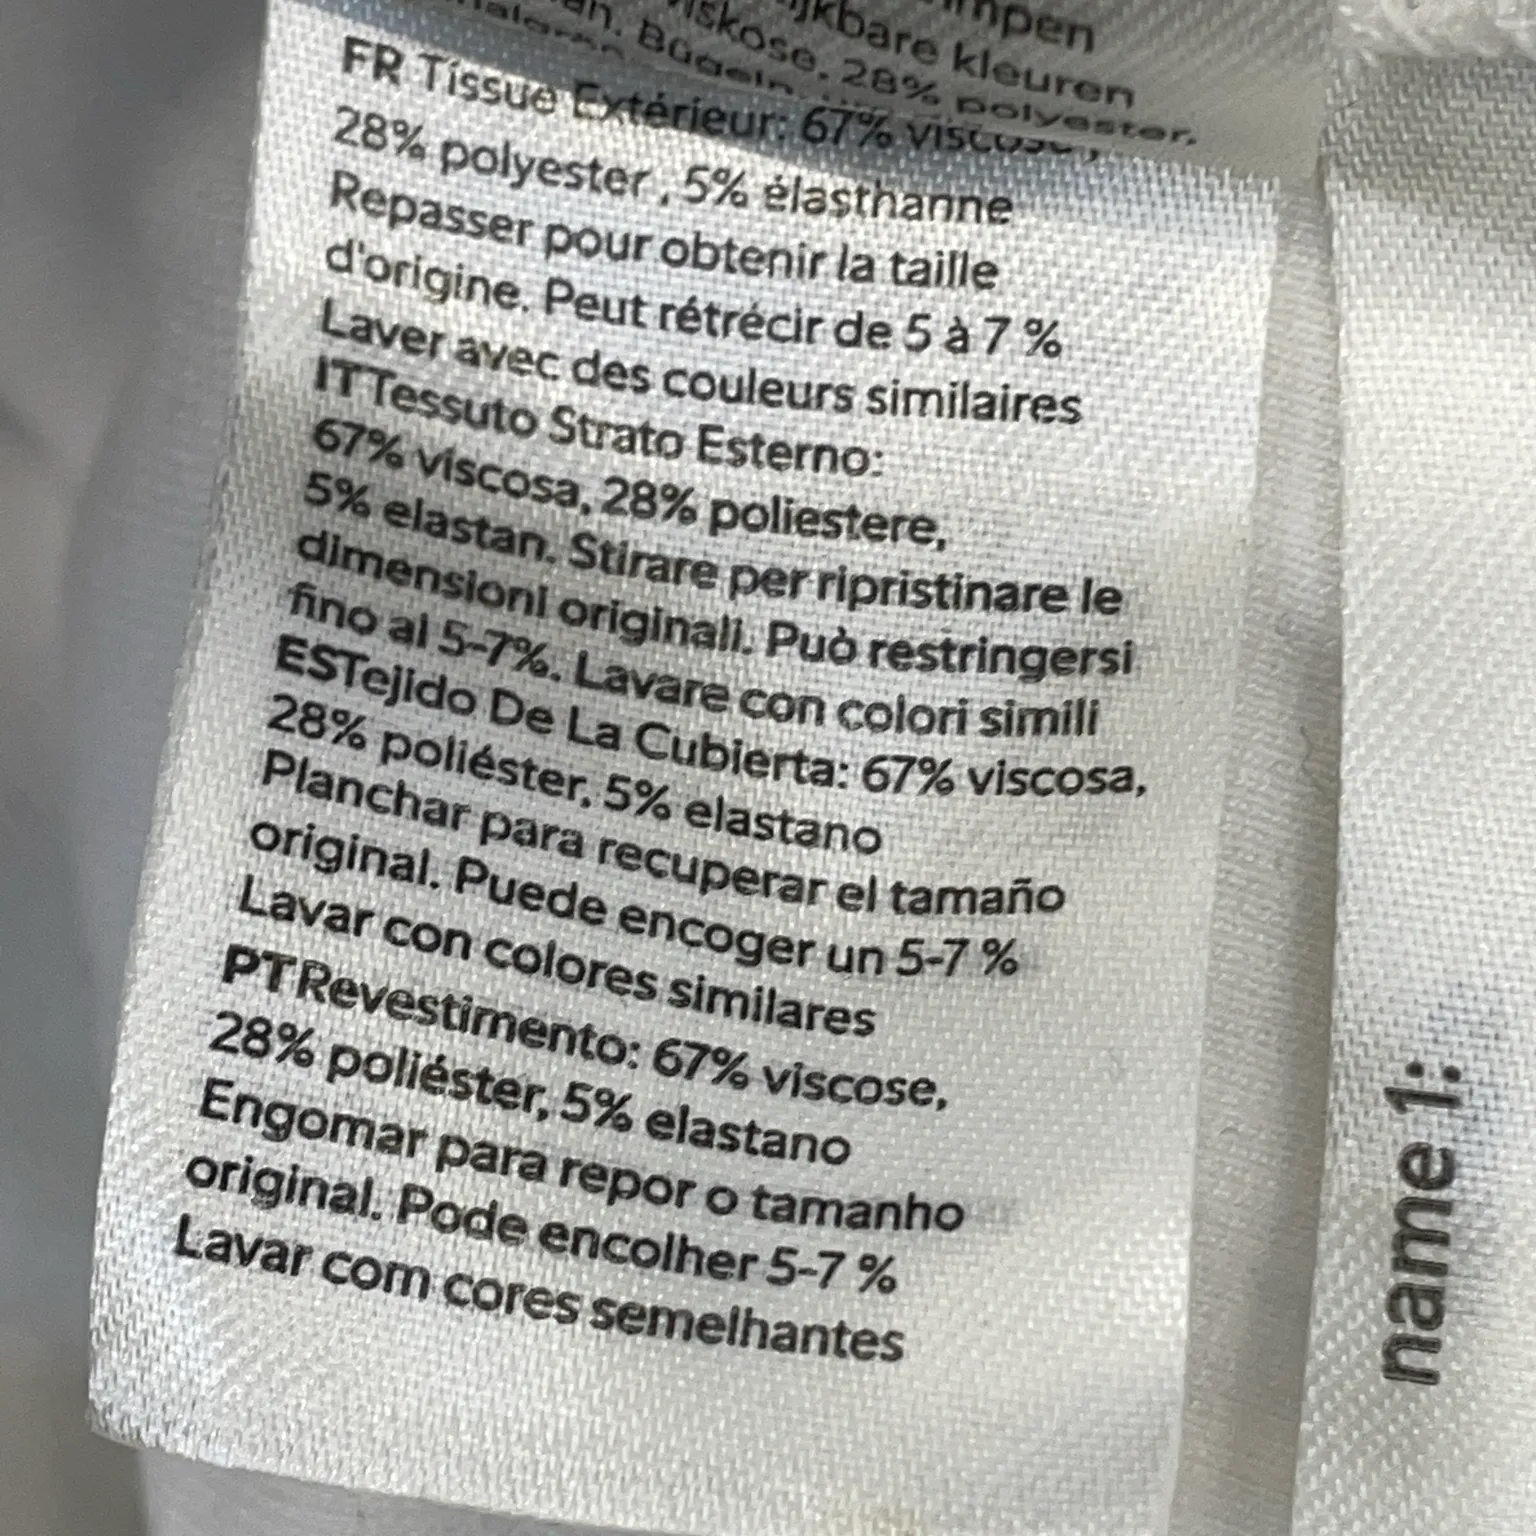 kleuren
28% polyester.
FR Tissue Extérieur: 67% viscose,
28% polyester, 5% élasthanne
Repasser pour obtenir la taille
d'origine. Peut rétrécir de 5 à 7 %
Laver avec des couleurs similaires
ITTessuto Strato Esterno:
67% viscosa, 28% poliestere,
5% elastan. Stirare per ripristinare le
dimensioni originali. Può restringersi
fino al 5-7%. Lavare con colori simili
ESTejido De La Cubierta: 67% viscosa,
28% poliéster, 5% elastano
Planchar para recuperar el tamaño
original. Puede encoger un 5-7 %
Lavar con colores similares
PTRevestimento: 67% viscose,
28% poliéster, 5% elastano
Engomar para repor o tamanho
original. Pode encolher 5-7 %
Lavar com cores semelhantes
name 1: